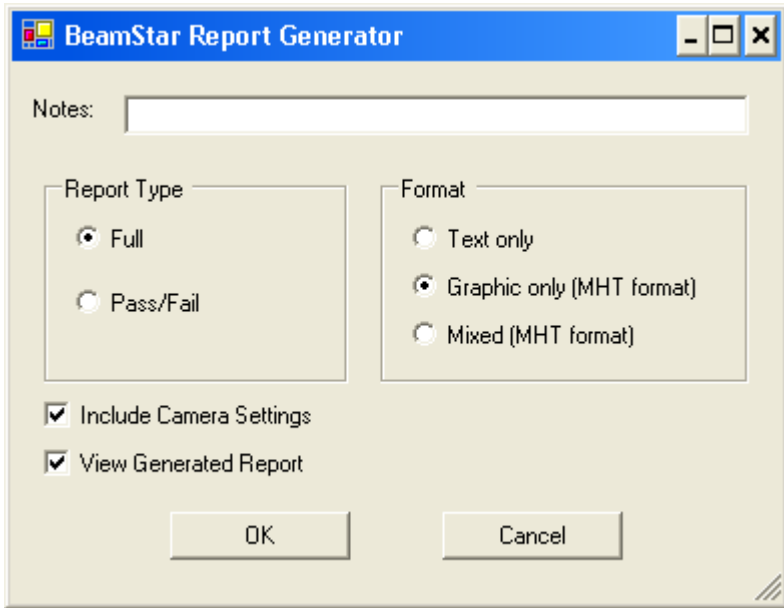 BeamStar Report Generator
Notes:
Report Type
Full
Pass/Fail
Format
Text only
Graphic only (MHT format)
Mixed (MHT format)
Include Camera Settings
View Generated Report
OK
Cancel